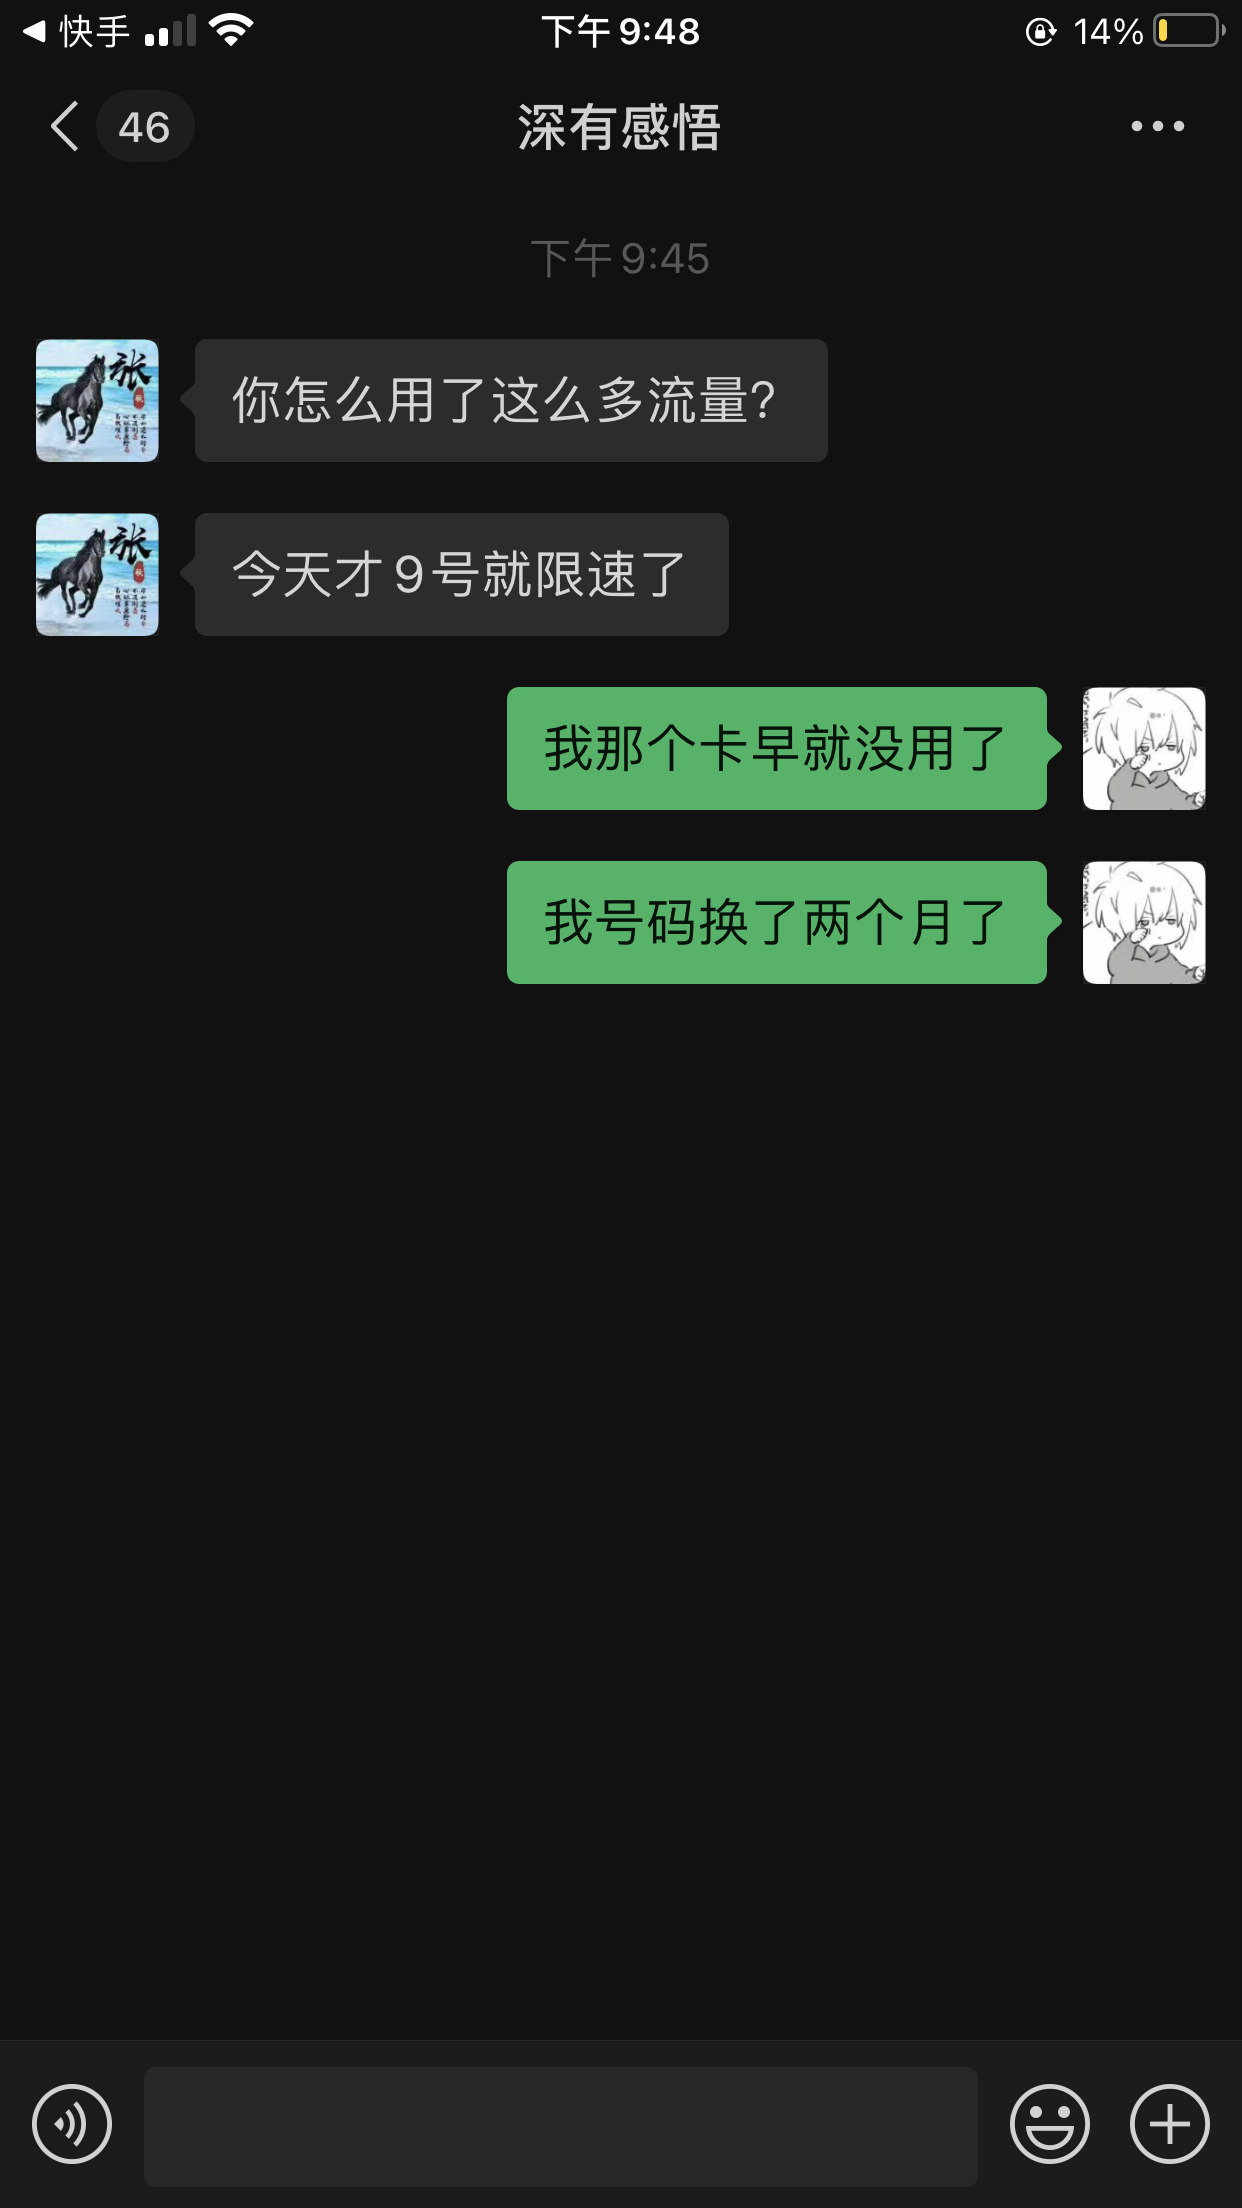 快手
下午 9:48
14%
46
深有感悟
下午 9:45
张
你怎么用了这么多流量?
张
今天才 9 号就限速了
我那个卡早就没用了
我号码换了两个月了